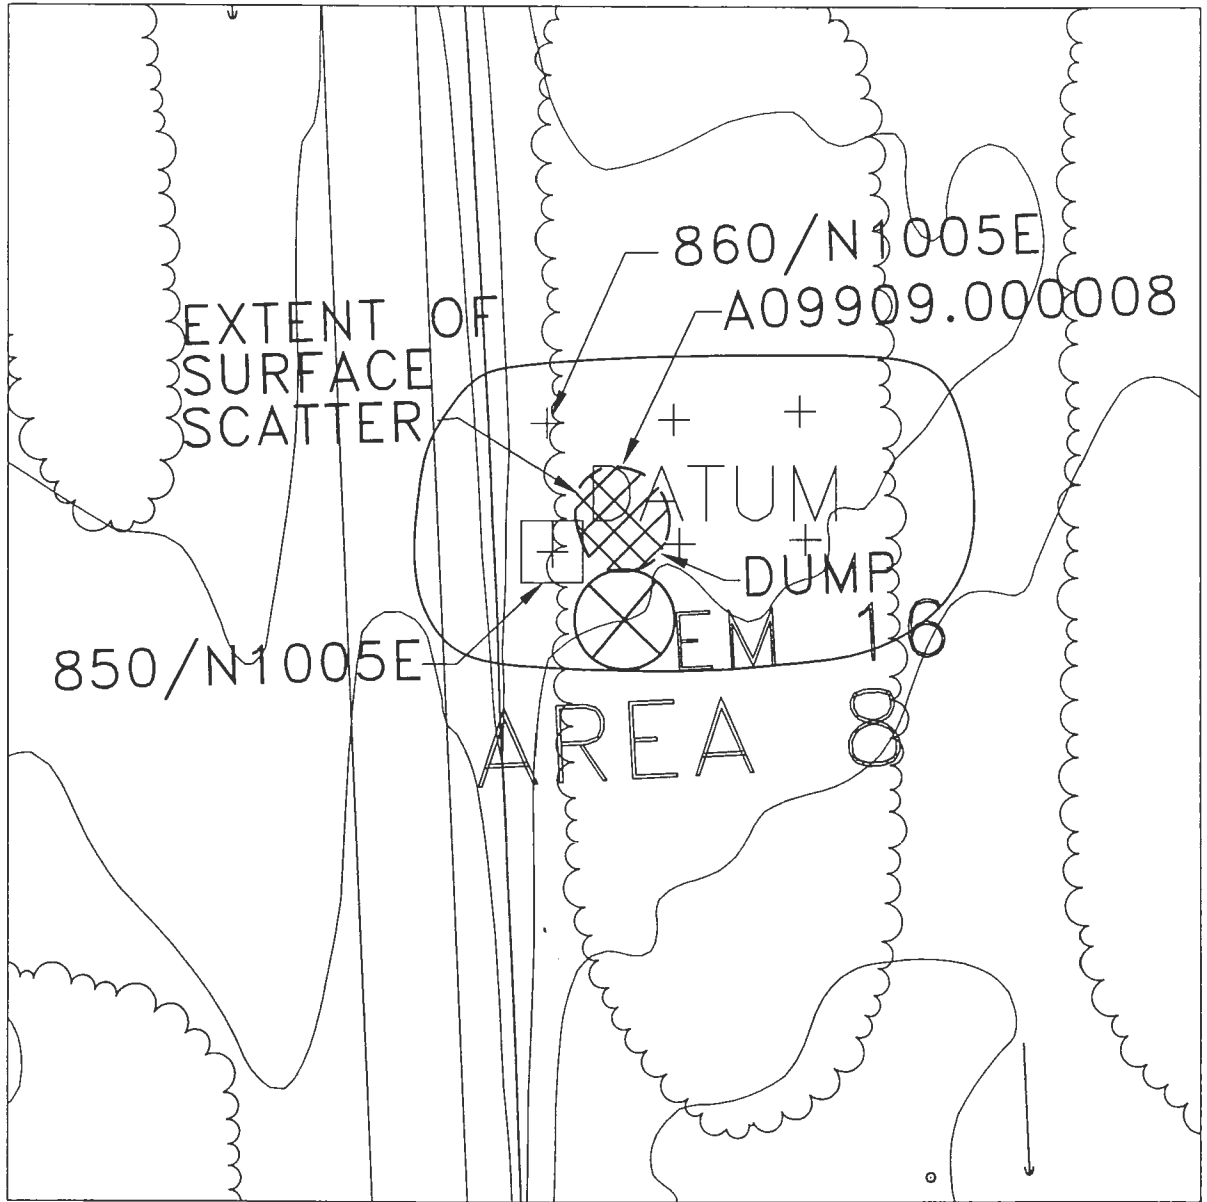 860/N1005E
A09909.000008
EXTENT OF
SURFACE
SCATTER
DATUM
DUMP
EM 16
850/N1005E
AREA 8